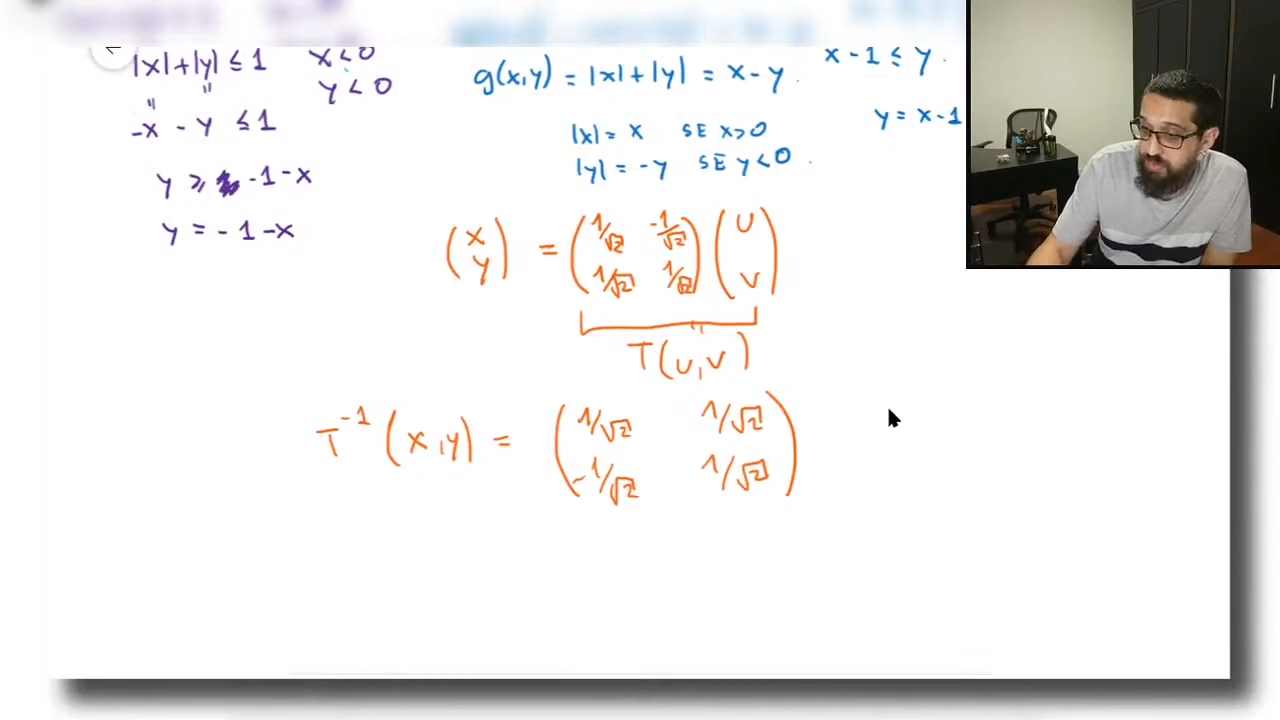 |x|+|y| ≤ 1 x < 0
y < 0
" "
-x - y ≤ 1
y ≥ -1-x
y = -1-x
g(x,y) = |x|+|y| = x-y.
|x| = x SE x>0
|y| = -y SE y<0.
x-1 ≤ y.
y = x-1
(x y) = (1/√2 -1/√2 1/√2 1/√2) (U V)
"
T(U,V)
T⁻¹(x,y) = (1/√2 1/√2 -1/√2 1/√2)